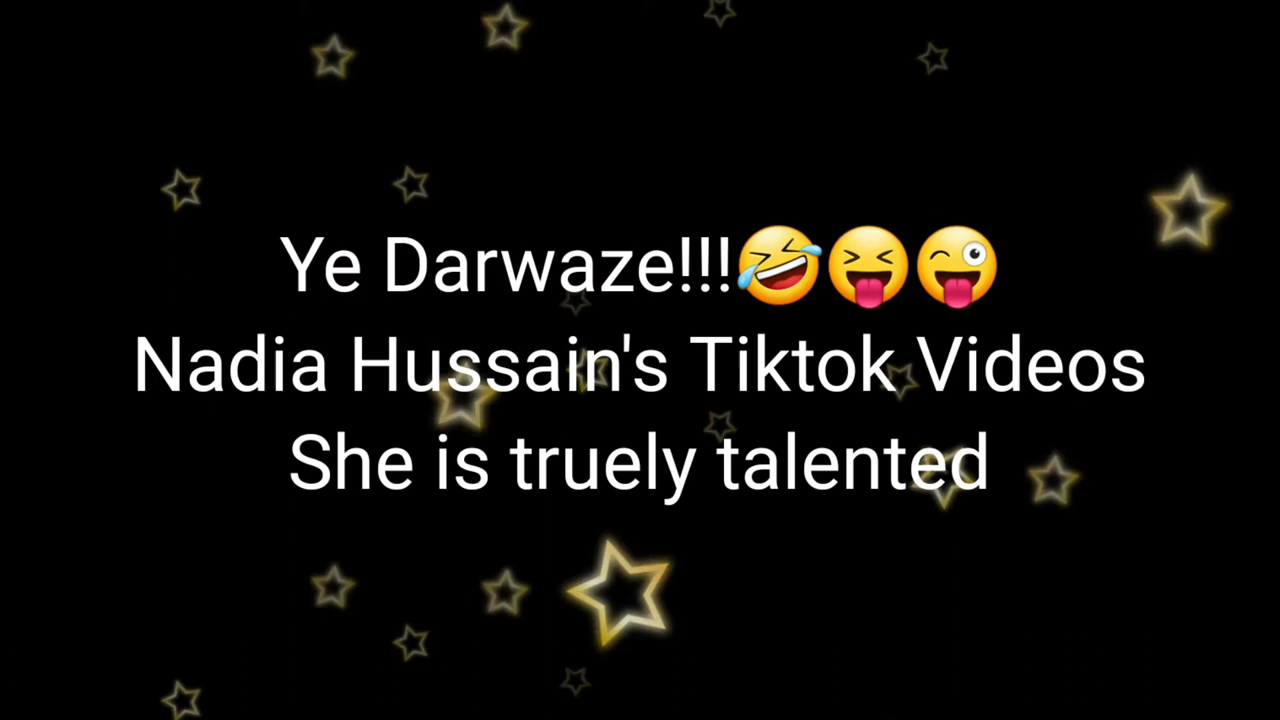 Ye Darwaze!!!🤣😝😜
Nadia Hussain's Tiktok Videos
She is truely talented